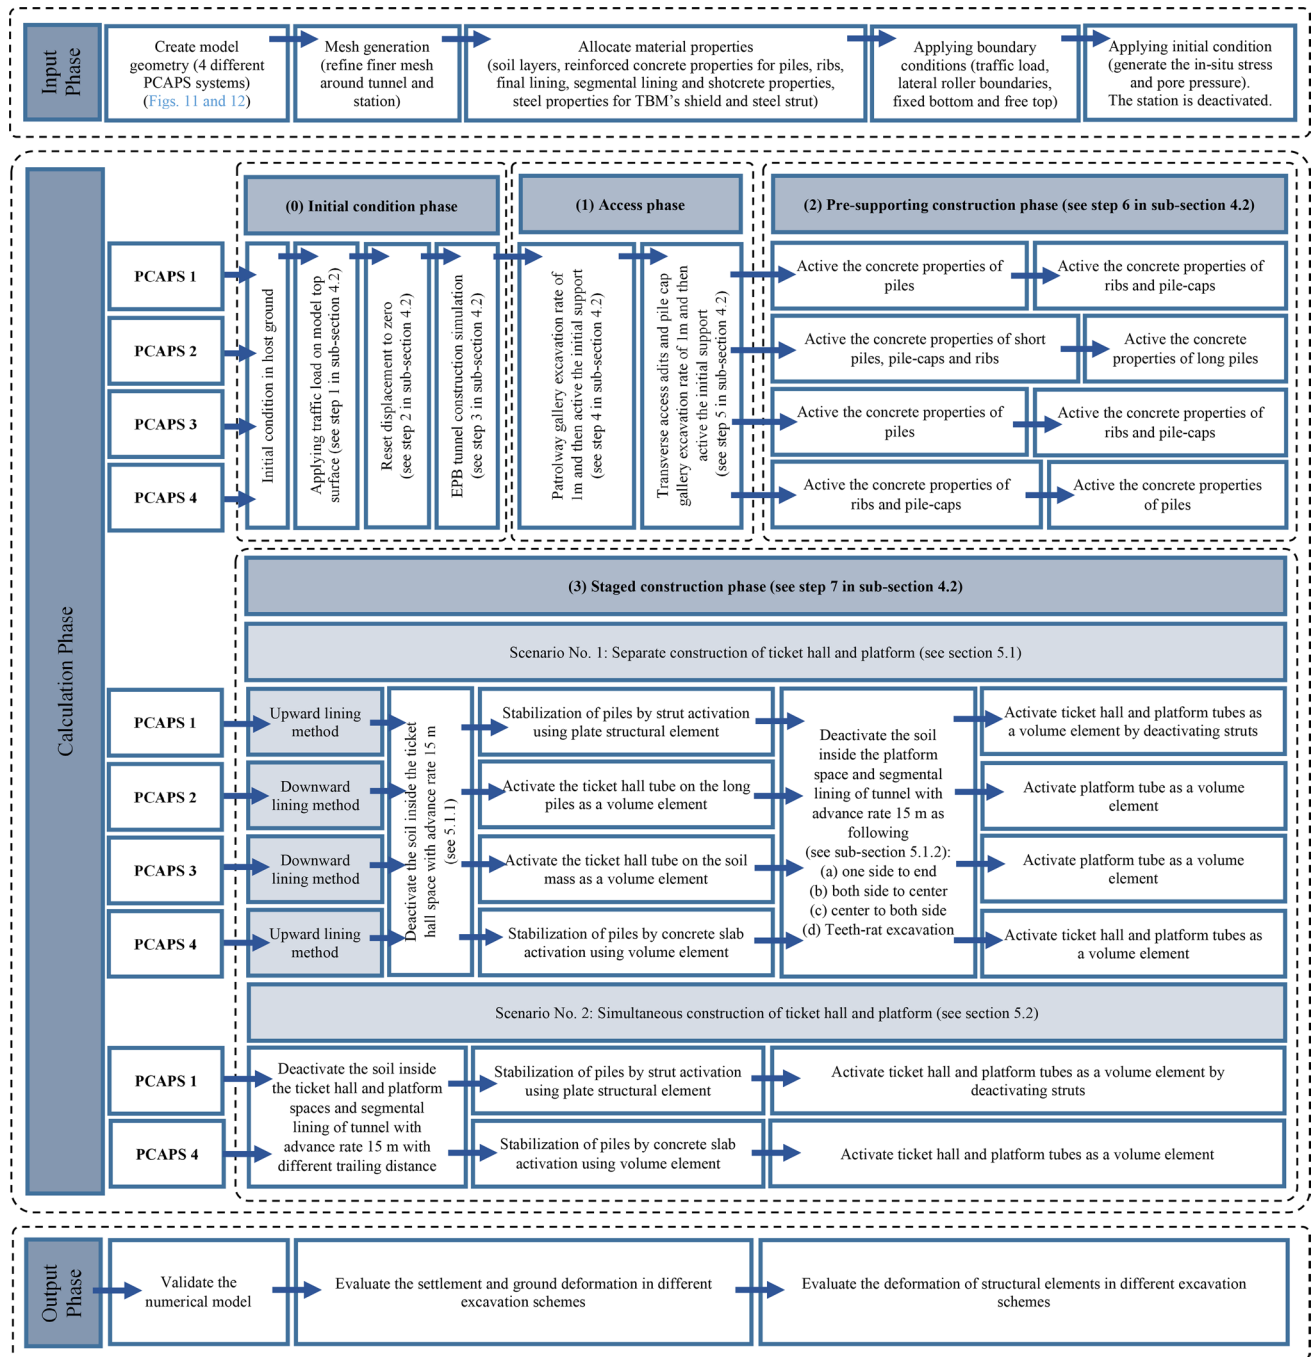 Input
Phase
Create model
geometry (4 different
PCAPS systems)
(Figs. 11 and 12)
Mesh generation
(refine finer mesh
around tunnel and
station)
Allocate material properties
(soil layers, reinforced concrete properties for piles, ribs,
final lining, segmental lining and shotcrete properties,
steel properties for TBM's shield and steel strut)
Applying boundary
conditions (traffic load,
lateral roller boundaries,
fixed bottom and free top)
Applying initial condition
(generate the in-situ stress
and pore pressure).
The station is deactivated.
Calculation Phase
(0) Initial condition phase
(1) Access phase
(2) Pre-supporting construction phase (see step 6 in sub-section 4.2)
PCAPS 1
PCAPS 2
PCAPS 3
PCAPS 4
Initial condition in host ground
Applying traffic load on model top
surface (see step 1 in sub-section 4.2)
Reset displacement to zero
(see step 2 in sub-section 4.2)
EPB tunnel construction simulation
(see step 3 in sub-section 4.2)
Patrolway gallery excavation rate of
1m and then active the initial support
(see step 4 in sub-section 4.2)
Transverse access adits and pile cap
gallery excavation rate of 1m and then
active the initial support
(see step 5 in sub-section 4.2)
Active the concrete properties of
piles
Active the concrete properties of
ribs and pile-caps
Active the concrete properties of short
piles, pile-caps and ribs
Active the concrete
properties of long piles
Active the concrete properties of
piles
Active the concrete properties of
ribs and pile-caps
Active the concrete properties of
ribs and pile-caps
Active the concrete properties
of piles
(3) Staged construction phase (see step 7 in sub-section 4.2)
Scenario No. 1: Separate construction of ticket hall and platform (see section 5.1)
PCAPS 1
PCAPS 2
PCAPS 3
PCAPS 4
Upward lining
method
Downward lining
method
Downward lining
method
Upward lining
method
Deactivate the soil inside the ticket
hall space with advance rate 15 m
(see 5.1.1)
Stabilization of piles by strut activation
using plate structural element
Activate the ticket hall tube on the long
piles as a volume element
Activate the ticket hall tube on the soil
mass as a volume element
Stabilization of piles by concrete slab
activation using volume element
Deactivate the soil
inside the platform
space and segmental
lining of tunnel with
advance rate 15 m as
following
(see sub-section 5.1.2):
(a) one side to end
(b) both side to center
(c) center to both side
(d) Teeth-rat excavation
Activate ticket hall and platform tubes as
a volume element by deactivating struts
Activate platform tube as a volume
element
Activate platform tube as a volume
element
Activate ticket hall and platform tubes as
a volume element
Scenario No. 2: Simultaneous construction of ticket hall and platform (see section 5.2)
PCAPS 1
PCAPS 4
Deactivate the soil inside
the ticket hall and platform
spaces and segmental
lining of tunnel with
advance rate 15 m with
different trailing distance
Stabilization of piles by strut activation
using plate structural element
Activate ticket hall and platform tubes as a volume element by
deactivating struts
Stabilization of piles by concrete slab
activation using volume element
Activate ticket hall and platform tubes as a volume element
Output
Phase
Validate the
numerical model
Evaluate the settlement and ground deformation in different
excavation schemes
Evaluate the deformation of structural elements in different excavation
schemes